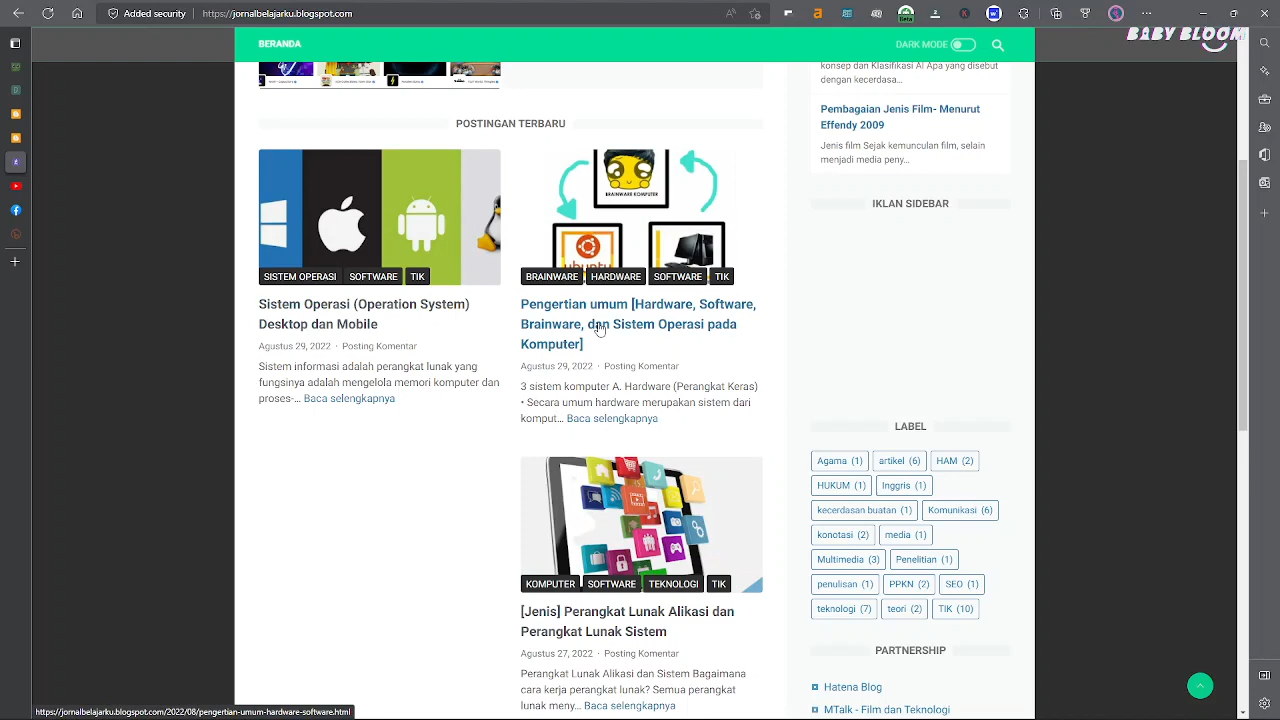 Address
https://jornelbelajarku.blogspot.com/
MEK BLOG
Beta
BERANDA
DARK MODE
POSTINGAN TERBARU
BRAINWARE KOMPUTER
ubuntu
SISTEM OPERASI SOFTWARE TIK
Sistem Operasi (Operation System)
Desktop dan Mobile
Agustus 29, 2022 · Posting Komentar
Sistem informasi adalah perangkat lunak yang
fungsinya adalah mengelola memori komputer dan
proses-... Baca selengkapnya
BRAINWARE HARDWARE SOFTWARE TIK
Pengertian umum [Hardware, Software,
Brainware, dan Sistem Operasi pada
Komputer]
Agustus 29, 2022 · Posting Komentar
3 sistem komputer A. Hardware (Perangkat Keras)
• Secara umum hardware merupakan sistem dari
komput... Baca selengkapnya
KOMPUTER SOFTWARE TEKNOLOGI TIK
[Jenis] Perangkat Lunak Alikasi dan
Perangkat Lunak Sistem
Agustus 27, 2022 · Posting Komentar
Perangkat Lunak Alikasi dan Sistem Bagaimana
cara kerja perangkat lunak? Semua perangkat
lunak meny... Baca selengkapnya
konsep dan Klasifikasi AI Apa yang disebut
dengan kecerdasa...
Pembagaian Jenis Film- Menurut
Effendy 2009
Jenis film Sejak kemunculan film, selain
menjadi media peny...
IKLAN SIDEBAR
LABEL
Agama (1) artikel (6) HAM (2)
HUKUM (1) Inggris (1)
kecerdasan buatan (1) Komunikasi (6)
konotasi (2) media (1)
Multimedia (3) Penelitian (1)
penulisan (1) PPKN (2) SEO (1)
teknologi (7) teori (2) TIK (10)
PARTNERSHIP
Hatena Blog
MTalk - Film dan Teknologi
https://jornelbelajarku.blogspot.com/2022/08/pengertian-umum-hardware-software.html